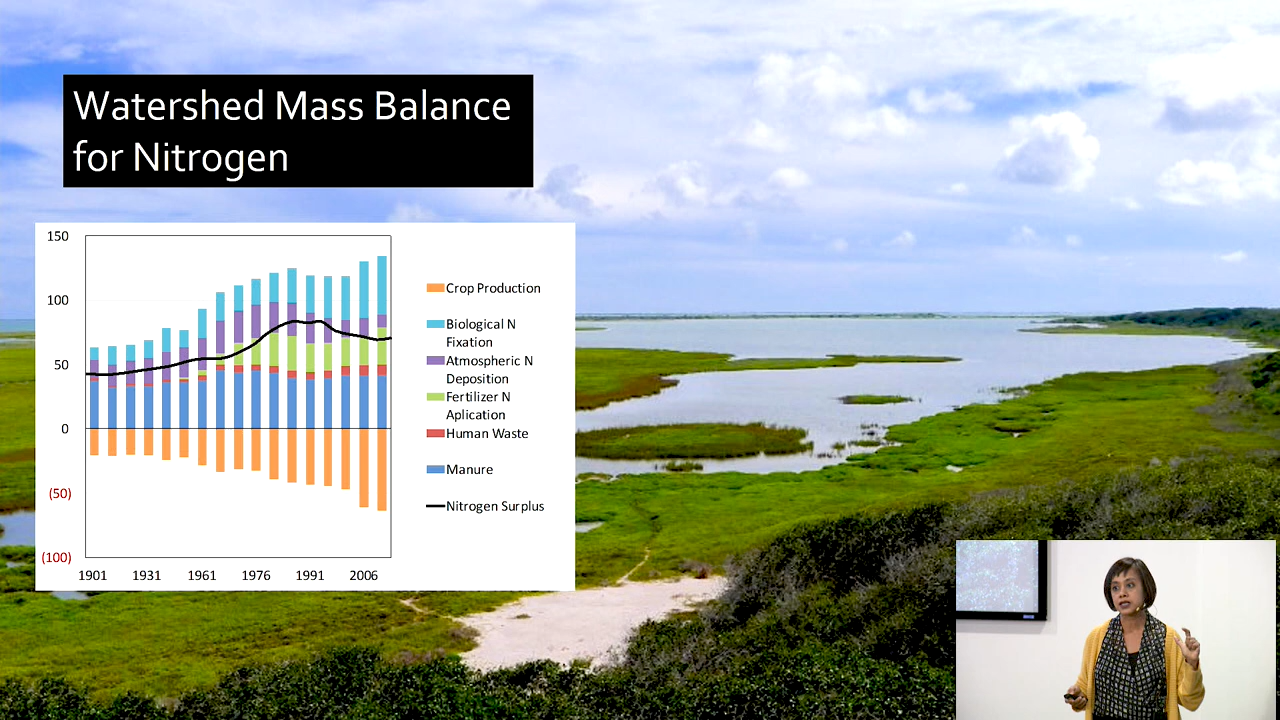 Watershed Mass Balance
for Nitrogen
150
100
50
0
(50)
(100)
1901 1931 1961 1976 1991 2006
Crop Production
Biological N
Fixation
Atmospheric N
Deposition
Fertilizer N
Aplication
Human Waste
Manure
Nitrogen Surplus